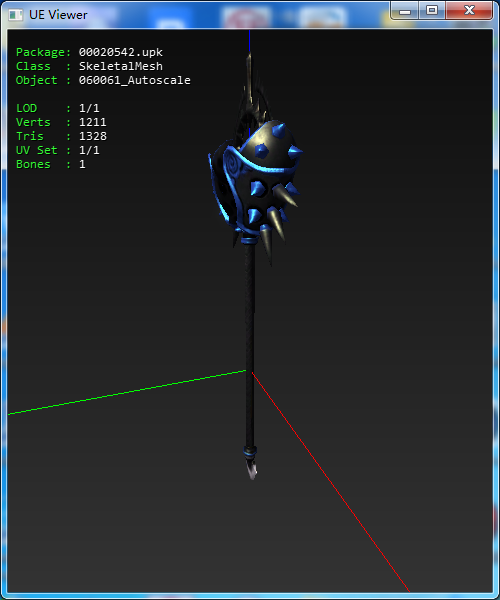 UE Viewer
Package: 00020542.upk
Class : SkeletalMesh
Object : 060061_Autoscale
LOD : 1/1
Verts : 1211
Tris : 1328
UV Set : 1/1
Bones : 1